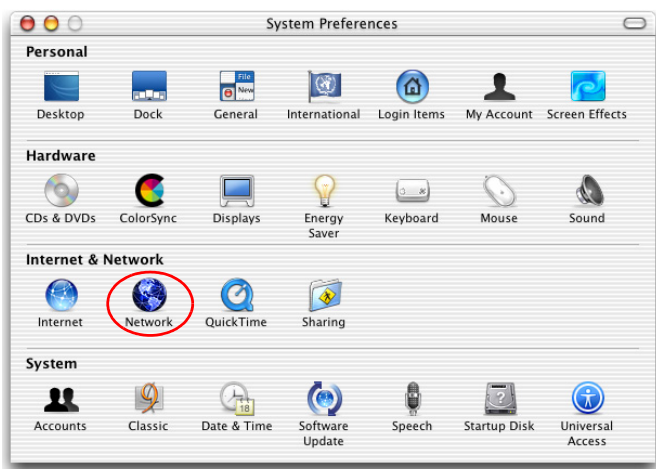 System Preferences
Personal
File
New
Desktop Dock General International Login Items My Account Screen Effects
Hardware
CDs & DVDs ColorSync Displays Energy Saver Keyboard Mouse Sound
Internet & Network
Internet Network QuickTime Sharing
System
9
18
?
Accounts Classic Date & Time Software Update Speech Startup Disk Universal Access